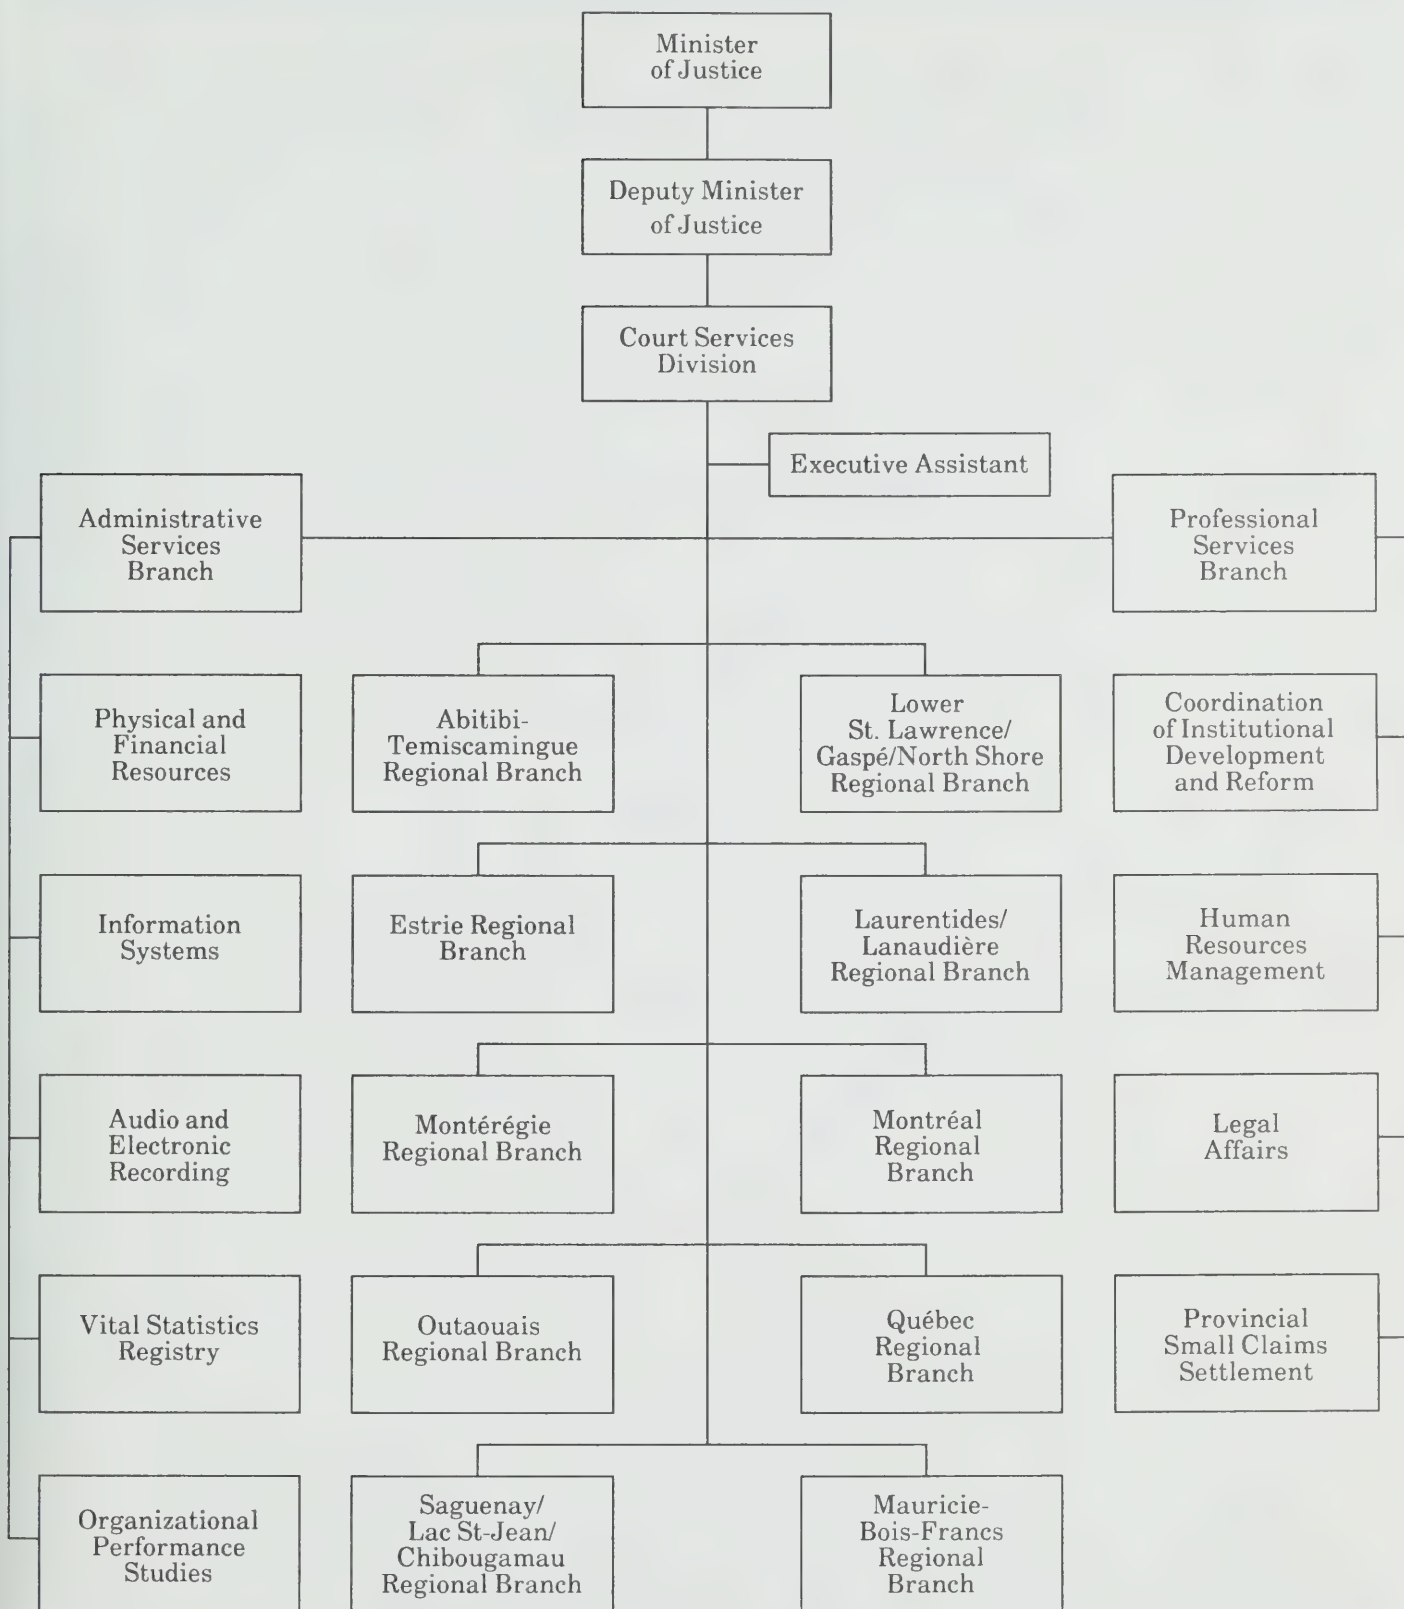 Minister
of Justice
Deputy Minister
of Justice
Court Services
Division
Executive Assistant
Administrative
Services
Branch
Professional
Services
Branch
Physical and
Financial
Resources
Abitibi-
Temiscamingue
Regional Branch
Lower
St. Lawrence/
Gaspé/North Shore
Regional Branch
Coordination
of Institutional
Development
and Reform
Information
Systems
Estrie Regional
Branch
Laurentides/
Lanaudière
Regional Branch
Human
Resources
Management
Audio and
Electronic
Recording
Montérégie
Regional Branch
Montréal
Regional
Branch
Legal
Affairs
Vital Statistics
Registry
Outaouais
Regional Branch
Québec
Regional
Branch
Provincial
Small Claims
Settlement
Organizational
Performance
Studies
Saguenay/
Lac St-Jean/
Chibougamau
Regional Branch
Mauricie-
Bois-Francs
Regional
Branch